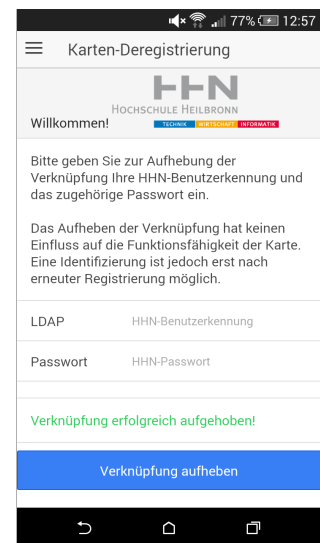 77% 12:57
Karten-Deregistrierung
HHN
HOCHSCHULE HEILBRONN
Willkommen!
TECHNIK WIRTSCHAFT INFORMATIK
Bitte geben Sie zur Aufhebung der
Verknüpfung Ihre HHN-Benutzerkennung und
das zugehörige Passwort ein.
Das Aufheben der Verknüpfung hat keinen
Einfluss auf die Funktionsfähigkeit der Karte.
Eine Identifizierung ist jedoch erst nach
erneuter Registrierung möglich.
LDAP HHN-Benutzerkennung
Passwort HHN-Passwort
Verknüpfung erfolgreich aufgehoben!
Verknüpfung aufheben